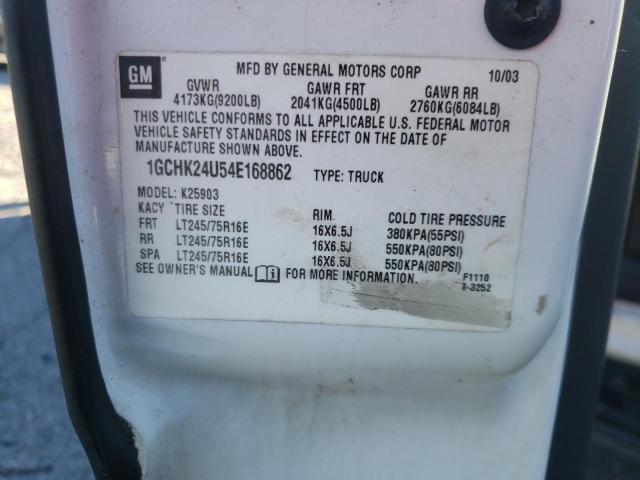 GM
MFD BY GENERAL MOTORS CORP 10/03
GVWR GAWR FRT GAWR RR
4173KG(9200LB) 2041KG(4500LB) 2760KG(6084LB)
THIS VEHICLE CONFORMS TO ALL APPLICABLE U.S. FEDERAL MOTOR
VEHICLE SAFETY STANDARDS IN EFFECT ON THE DATE OF
MANUFACTURE SHOWN ABOVE.
1GCHK24U54E168862 TYPE: TRUCK
MODEL: K25903
KACY TIRE SIZE RIM COLD TIRE PRESSURE
FRT LT245/75R16E 16X6.5J 380KPA(55PSI)
RR LT245/75R16E 16X6.5J 550KPA(80PSI)
SPA LT245/75R16E 16X6.5J 550KPA(80PSI)
SEE OWNER'S MANUAL FOR MORE INFORMATION. F1110
T 3252